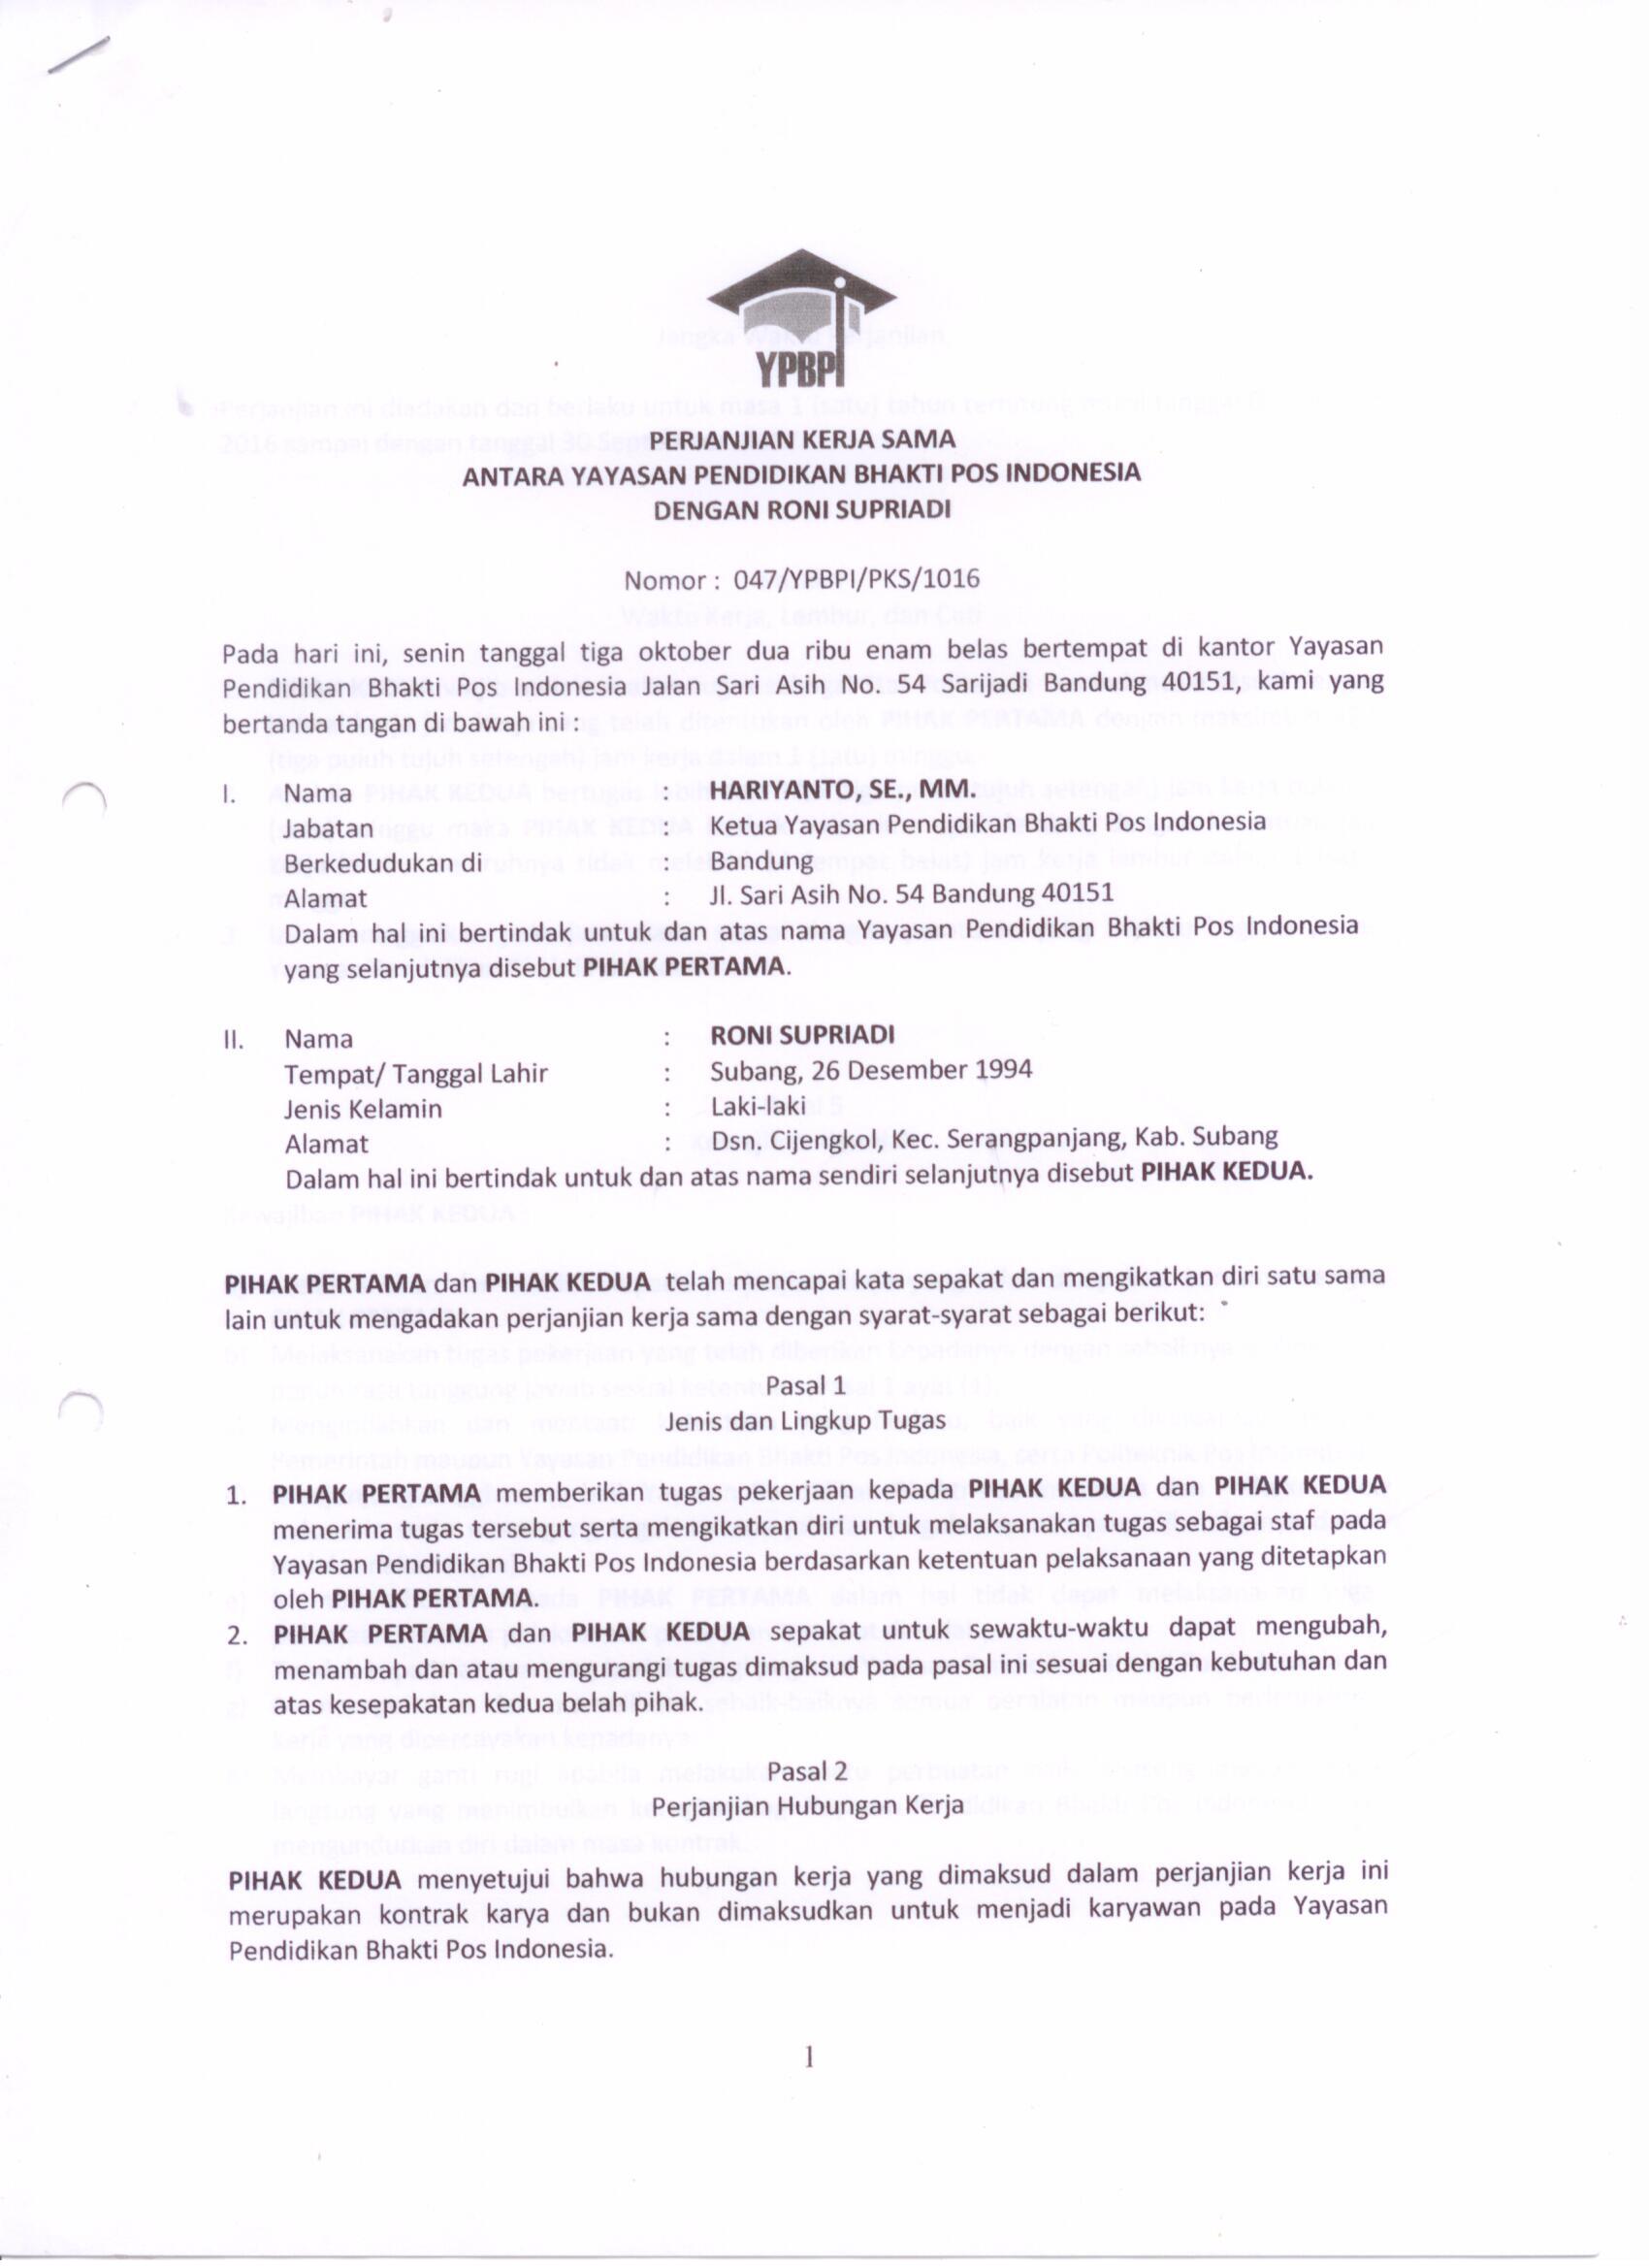 YPBPI
PERJANJIAN KERJA SAMA
ANTARA YAYASAN PENDIDIKAN BHAKTI POS INDONESIA
DENGAN RONI SUPRIADI
Nomor : 047/YPBPI/PKS/1016
Pada hari ini, senin tanggal tiga oktober dua ribu enam belas bertempat di kantor Yayasan
Pendidikan Bhakti Pos Indonesia Jalan Sari Asih No. 54 Sarijadi Bandung 40151, kami yang
bertanda tangan di bawah ini :
I. Nama : HARIYANTO, SE., MM.
Jabatan : Ketua Yayasan Pendidikan Bhakti Pos Indonesia
Berkedudukan di : Bandung
Alamat : Jl. Sari Asih No. 54 Bandung 40151
Dalam hal ini bertindak untuk dan atas nama Yayasan Pendidikan Bhakti Pos Indonesia
yang selanjutnya disebut PIHAK PERTAMA.
II. Nama : RONI SUPRIADI
Tempat/ Tanggal Lahir : Subang, 26 Desember 1994
Jenis Kelamin : Laki-laki
Alamat : Dsn. Cijengkol, Kec. Serangpanjang, Kab. Subang
Dalam hal ini bertindak untuk dan atas nama sendiri selanjutnya disebut PIHAK KEDUA.
PIHAK PERTAMA dan PIHAK KEDUA telah mencapai kata sepakat dan mengikatkan diri satu sama
lain untuk mengadakan perjanjian kerja sama dengan syarat-syarat sebagai berikut:
Pasal 1
Jenis dan Lingkup Tugas
1. PIHAK PERTAMA memberikan tugas pekerjaan kepada PIHAK KEDUA dan PIHAK KEDUA
menerima tugas tersebut serta mengikatkan diri untuk melaksanakan tugas sebagai staf pada
Yayasan Pendidikan Bhakti Pos Indonesia berdasarkan ketentuan pelaksanaan yang ditetapkan
oleh PIHAK PERTAMA.
2. PIHAK PERTAMA dan PIHAK KEDUA sepakat untuk sewaktu-waktu dapat mengubah,
menambah dan atau mengurangi tugas dimaksud pada pasal ini sesuai dengan kebutuhan dan
atas kesepakatan kedua belah pihak.
Pasal 2
Perjanjian Hubungan Kerja
PIHAK KEDUA menyetujui bahwa hubungan kerja yang dimaksud dalam perjanjian kerja ini
merupakan kontrak karya dan bukan dimaksudkan untuk menjadi karyawan pada Yayasan
Pendidikan Bhakti Pos Indonesia.
1